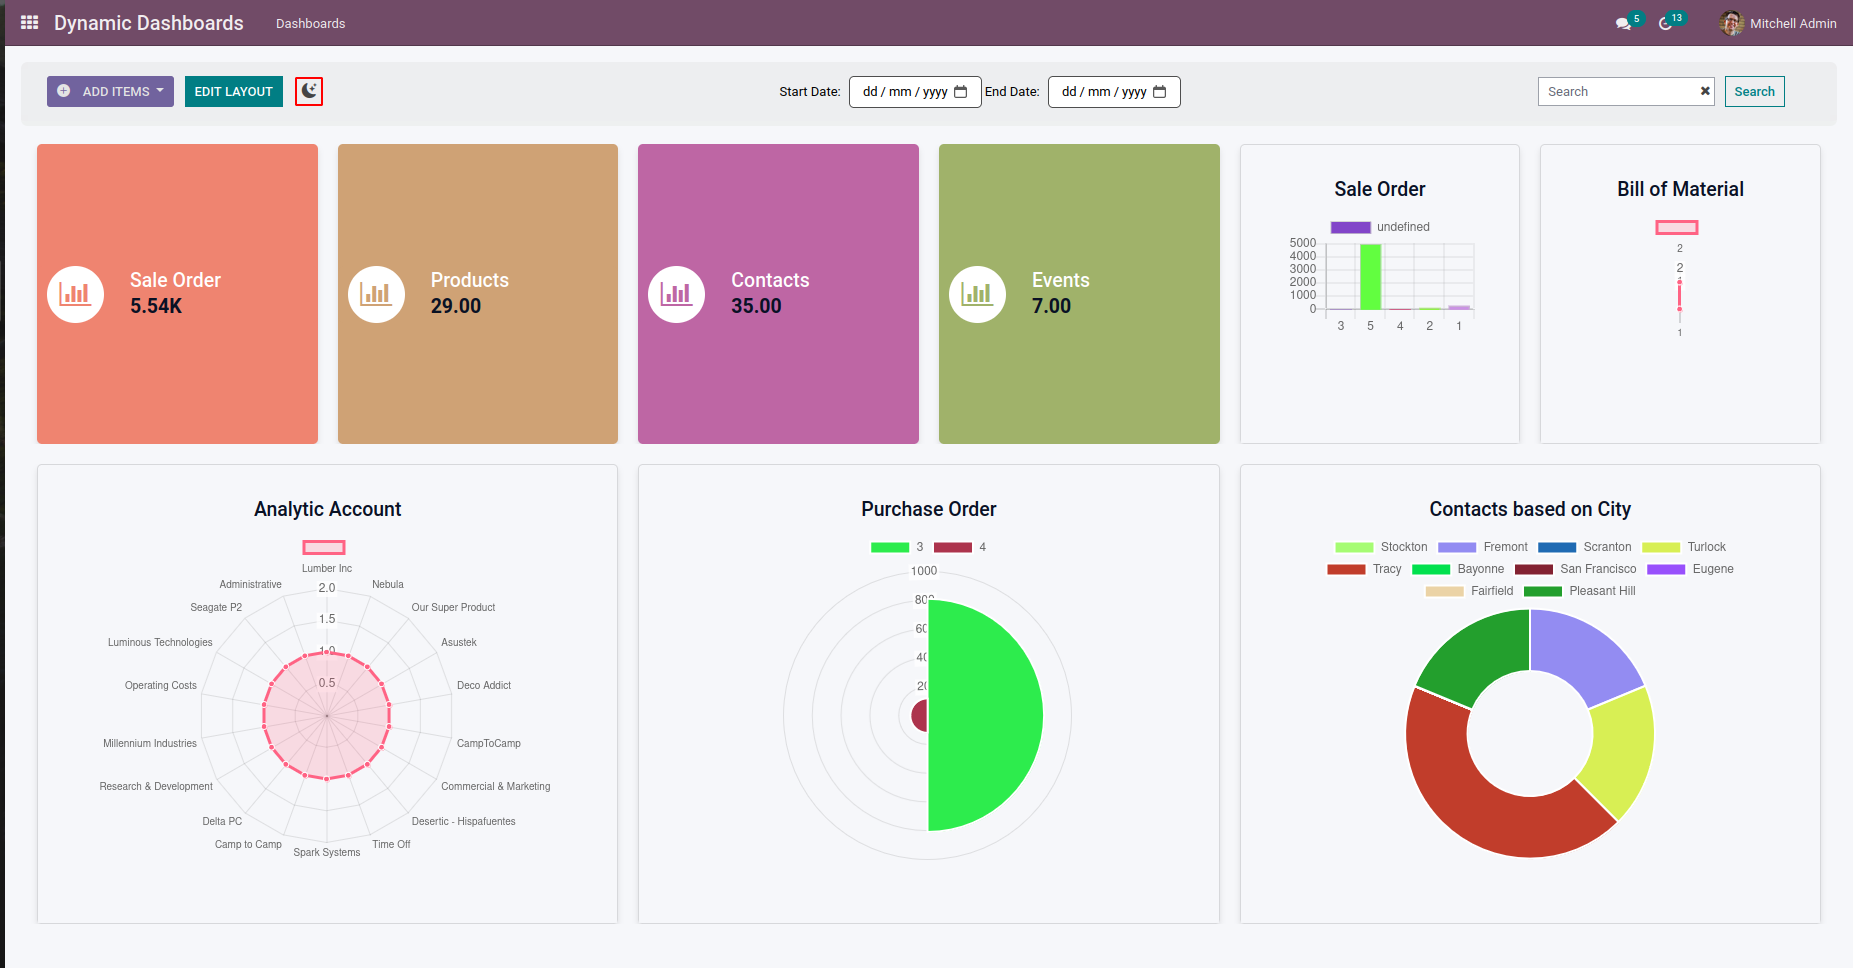 Dynamic Dashboards Dashboards 5 13 Mitchell Admin
ADD ITEMS EDIT LAYOUT Start Date: dd / mm / yyyy End Date: dd / mm / yyyy Search Search
Sale Order
5.54K
Products
29.00
Contacts
35.00
Events
7.00
Sale Order
undefined
5000
4000
3000
2000
1000
0
3 5 4 2 1
Bill of Material
2
2
1
Analytic Account
Lumber Inc
Administrative 2.0 Nebula
Seagate P2 Our Super Product
1.5
Luminous Technologies Asustek
1.0
Operating Costs 0.5 Deco Addict
Millennium Industries CampToCamp
Research & Development Commercial & Marketing
Delta PC Desertic - Hispafuentes
Camp to Camp Spark Systems Time Off
Purchase Order
3 4
1000
Contacts based on City
Stockton Fremont Scranton Turlock
Tracy Bayonne San Francisco Eugene
Fairfield Pleasant Hill